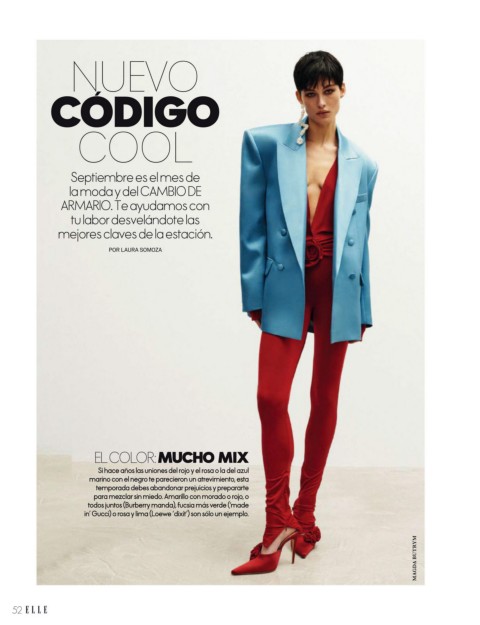 NUEVO
CÓDIGO
COOL
Septiembre es el mes de
la moda y del CAMBIO DE
ARMARIO. Te ayudamos con
tu labor desvelándote las
mejores claves de la estación.
POR LAURA SOMOZA
EL COLOR: MUCHO MIX
Si hace años las uniones del rojo y el rosa o la del azul
marino con el negro te parecieron un atrevimiento, esta
temporada debes abandonar prejuicios y prepararte
para mezclar sin miedo. Amarillo con morado o rojo, o
todos juntos (Burberry manda), fucsia más verde ('made
in' Gucci) o rosa y lima (Loewe 'dixit') son sólo un ejemplo.
MAGDA BUTRYM
52 ELLE